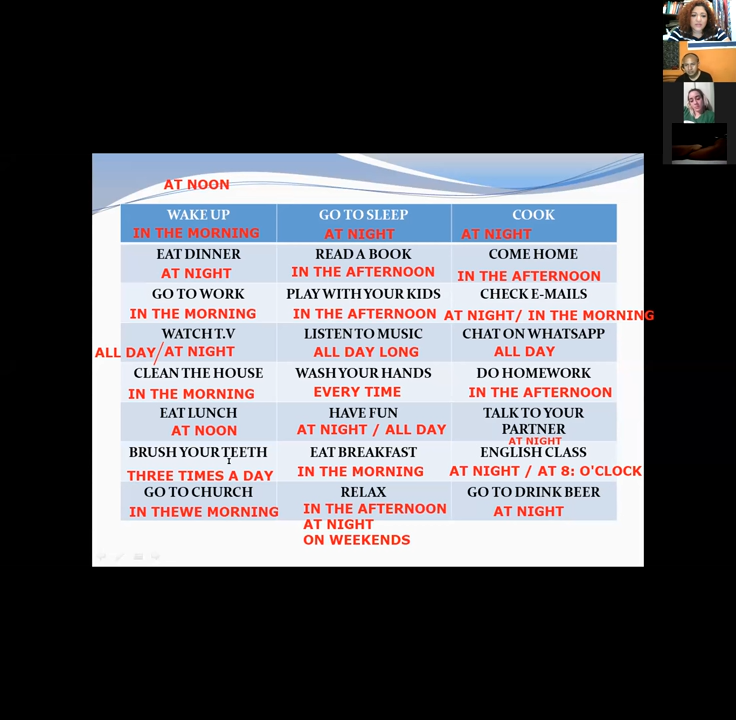 AT NOON
WAKE UP
IN THE MORNING
GO TO SLEEP
AT NIGHT
COOK
AT NIGHT
EAT DINNER
AT NIGHT
READ A BOOK
IN THE AFTERNOON
COME HOME
IN THE AFTERNOON
GO TO WORK
IN THE MORNING
PLAY WITH YOUR KIDS
IN THE AFTERNOON
CHECK E-MAILS
AT NIGHT/ IN THE MORNING
WATCH T.V
ALL DAY/AT NIGHT
LISTEN TO MUSIC
ALL DAY LONG
CHAT ON WHATSAPP
ALL DAY
CLEAN THE HOUSE
IN THE MORNING
WASH YOUR HANDS
EVERY TIME
DO HOMEWORK
IN THE AFTERNOON
EAT LUNCH
AT NOON
HAVE FUN
AT NIGHT / ALL DAY
TALK TO YOUR
PARTNER
AT NIGHT
BRUSH YOUR TEETH
THREE TIMES A DAY
EAT BREAKFAST
IN THE MORNING
ENGLISH CLASS
AT NIGHT / AT 8: O'CLOCK
GO TO CHURCH
IN THEWE MORNING
RELAX
IN THE AFTERNOON
AT NIGHT
ON WEEKENDS
GO TO DRINK BEER
AT NIGHT